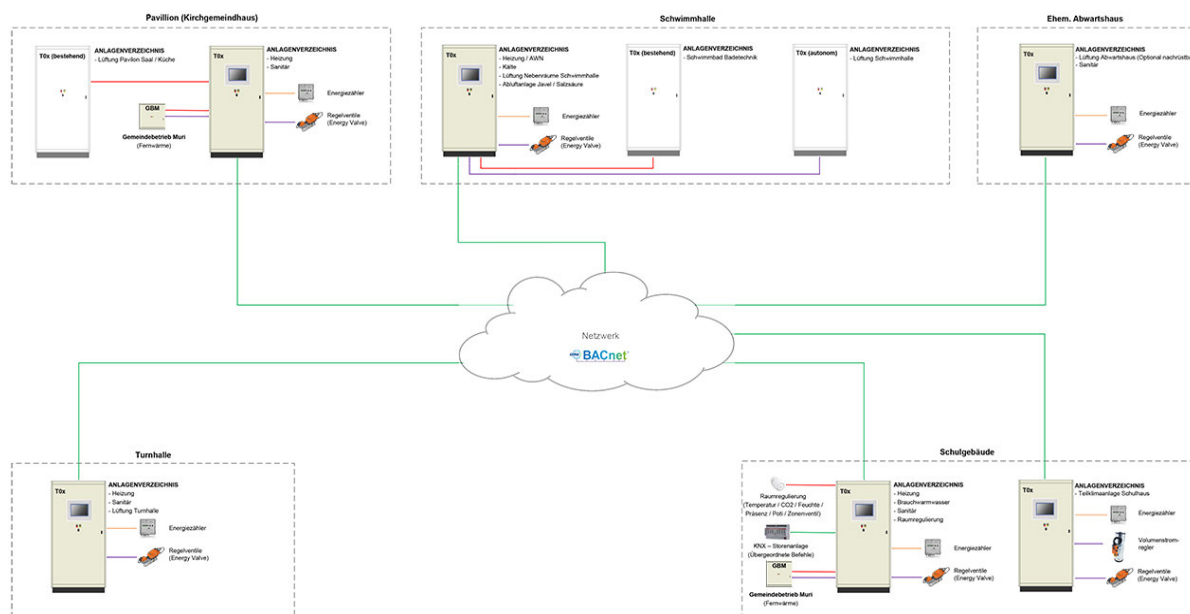 Pavillion (Kirchgemeindhaus)
T0x (bestehend)
ANLAGENVERZEICHNIS
- Lüftung Pavilion Saal / Küche
T0x
ANLAGENVERZEICHNIS
- Heizung
- Sanitär
GBM
Gemeindebetrieb Muri
(Fernwärme)
Energiezähler
Regelventile
(Energy Valve)
Schwimmhalle
T0x
ANLAGENVERZEICHNIS
- Heizung / AWN
- Kälte
- Lüftung Nebenräume Schwimmhalle
- Abluftanlage Javel / Salzsäure
Energiezähler
Regelventile
(Energy Valve)
T0x (bestehend)
ANLAGENVERZEICHNIS
- Schwimmbad Badetechnik
T0x (autonom)
ANLAGENVERZEICHNIS
- Lüftung Schwimmhalle
Ehem. Abwartshaus
T0x
ANLAGENVERZEICHNIS
- Lüftung Abwartshaus (Optional nachrüstb
- Sanitär
Energiezähler
Regelventile
(Energy Valve)
Netzwerk
BACnet
Turnhalle
T0x
ANLAGENVERZEICHNIS
- Heizung
- Sanitär
- Lüftung Turnhalle
Energiezähler
Regelventile
(Energy Valve)
Schulgebäude
Raumregulierung
(Temperatur / CO2 / Feuchte /
Präsenz / Poti / Zonenventil)
KNX – Storenanlage
(Übergeordnete Befehle)
GBM
Gemeindebetrieb Muri
(Fernwärme)
T0x
ANLAGENVERZEICHNIS
- Heizung
- Brauchwarmwasser
- Sanitär
- Raumregulierung
Energiezähler
Regelventile
(Energy Valve)
T0x
ANLAGENVERZEICHNIS
- Teilklimaanlage Schulhaus
Energiezähler
Volumenstrom-
regler
Regelventile
(Energy Valve)